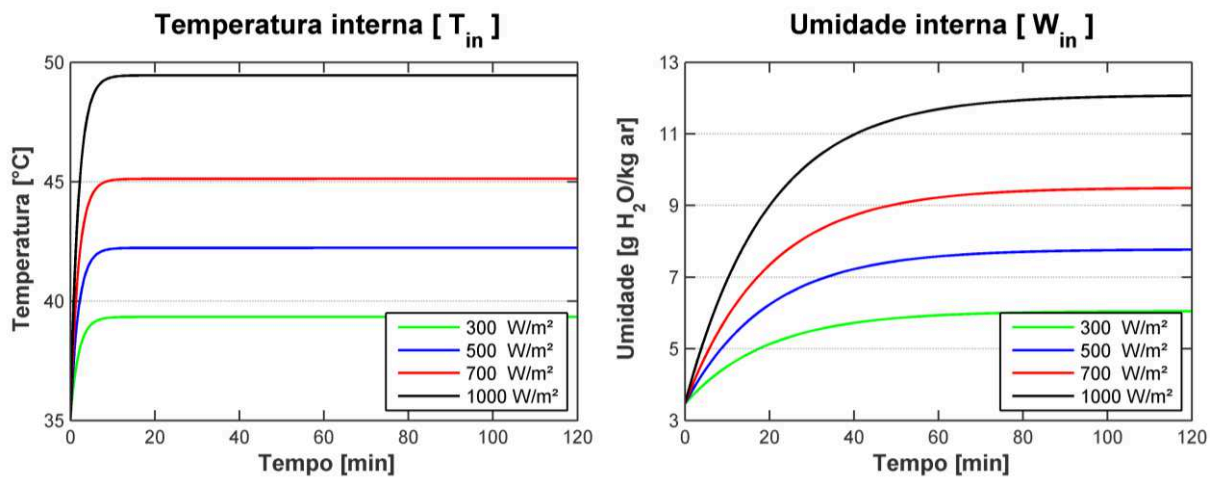 Temperatura interna [ T_in ]
50
45
40
35
Temperatura [°C]
0 20 40 60 80 100 120
Tempo [min]
300 W/m²
500 W/m²
700 W/m²
1000 W/m²
Umidade interna [ W_in ]
13
11
9
7
5
3
Umidade [g H₂O/kg ar]
0 20 40 60 80 100 120
Tempo [min]
300 W/m²
500 W/m²
700 W/m²
1000 W/m²